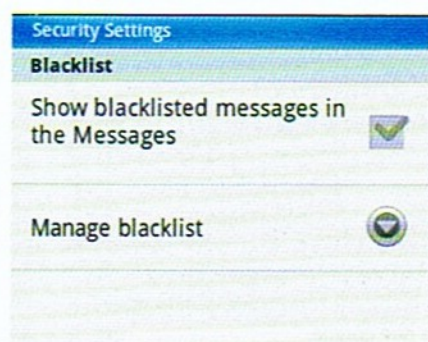 Security Settings
Blacklist
Show blacklisted messages in
the Messages
Manage blacklist